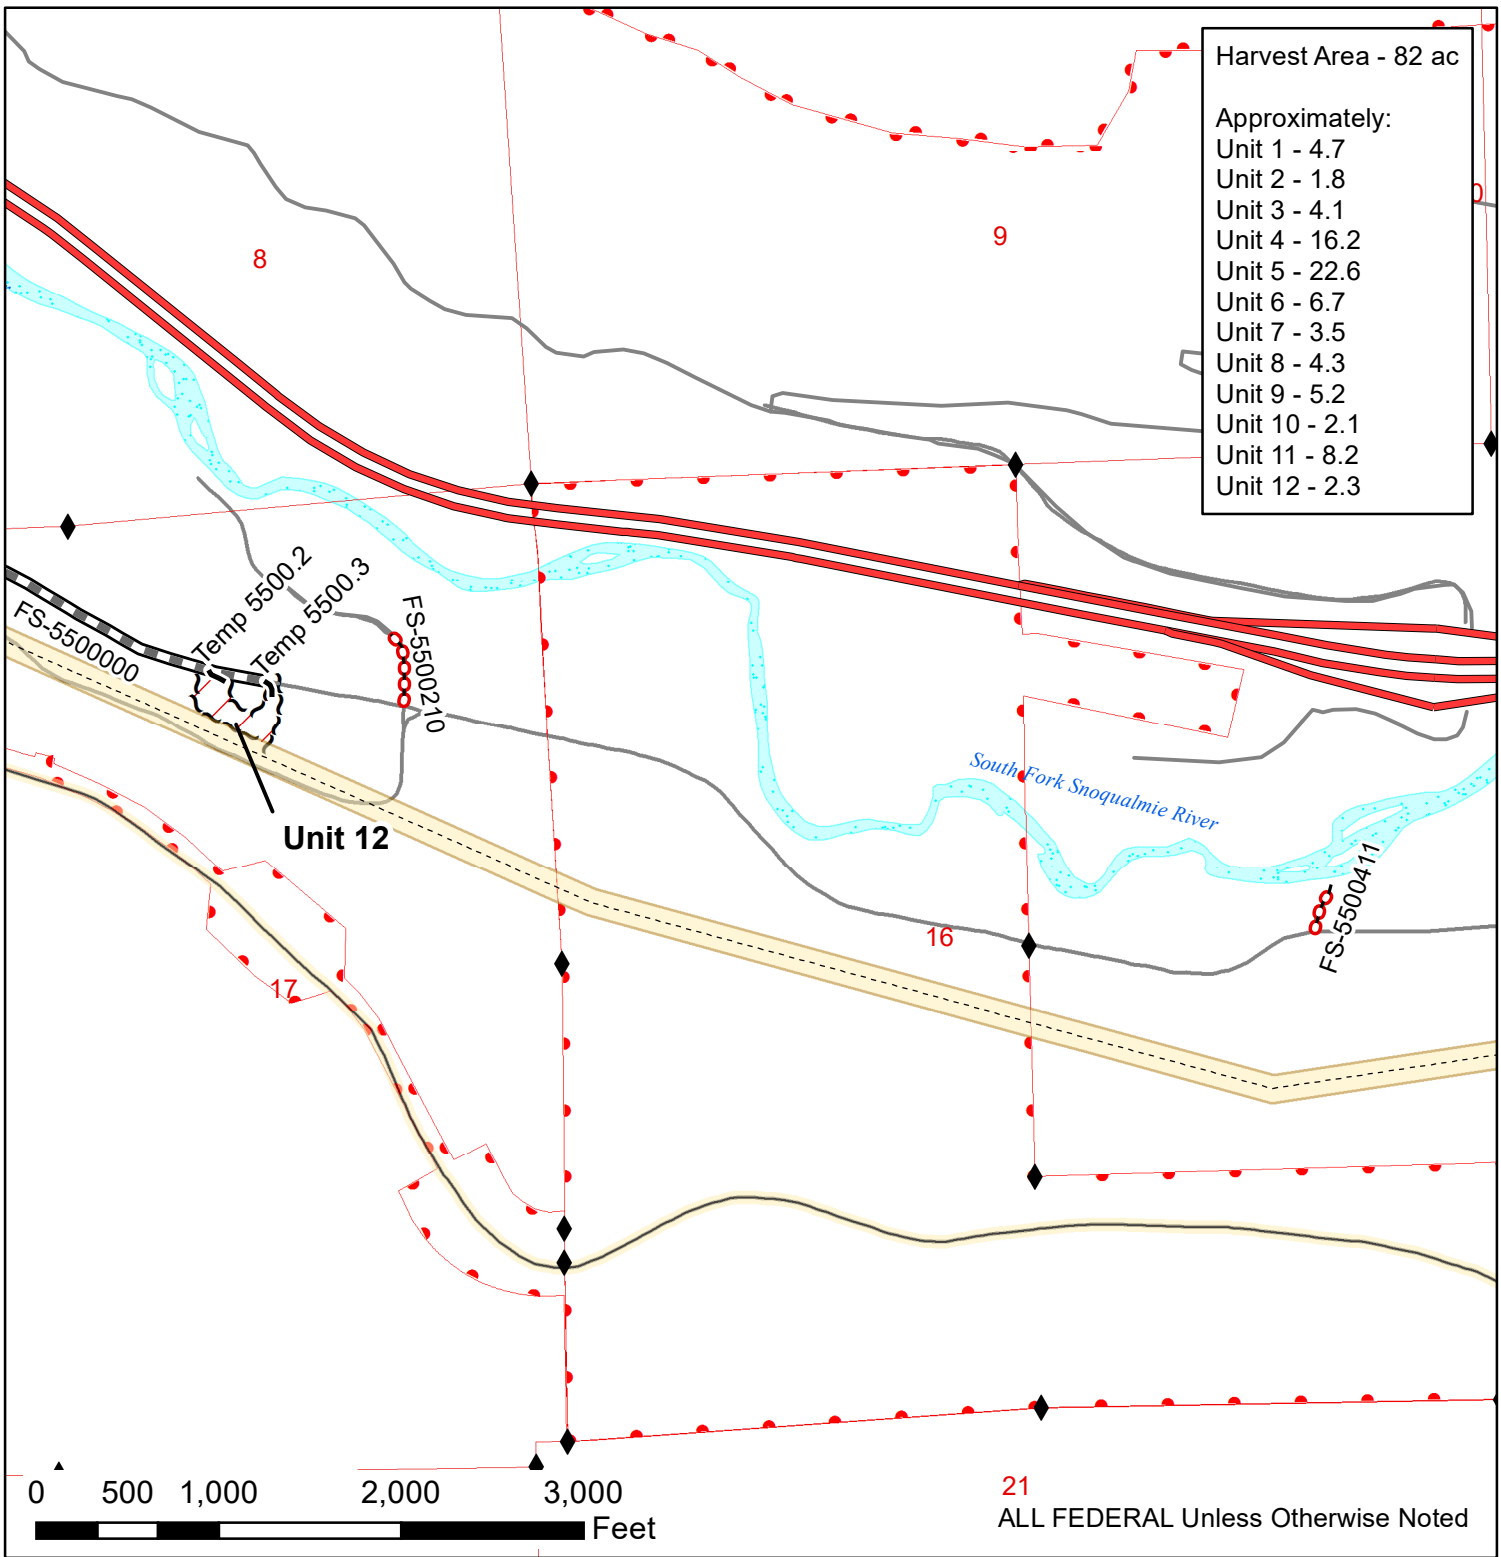 Harvest Area - 82 ac
Approximately:
Unit 1 - 4.7
Unit 2 - 1.8
Unit 3 - 4.1
Unit 4 - 16.2
Unit 5 - 22.6
Unit 6 - 6.7
Unit 7 - 3.5
Unit 8 - 4.3
Unit 9 - 5.2
Unit 10 - 2.1
Unit 11 - 8.2
Unit 12 - 2.3
8
9
0
Temp 5500.2
Temp 5500.3
FS-5500000
FS-5500210
Unit 12
South Fork Snoqualmie River
FS-5500411
16
17
21
0 500 1,000 2,000 3,000
Feet
ALL FEDERAL Unless Otherwise Noted